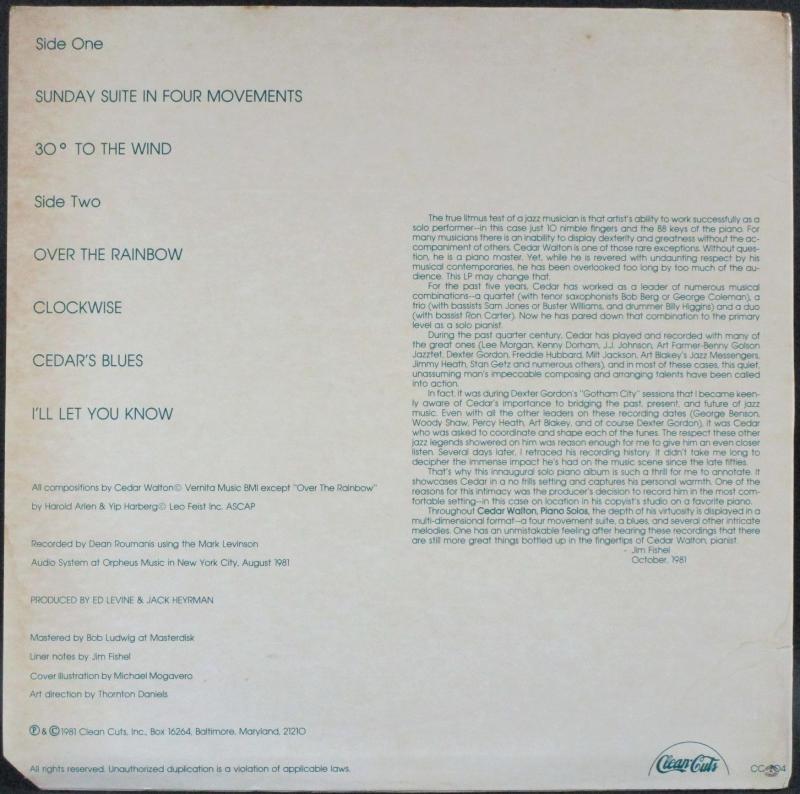 Side One
SUNDAY SUITE IN FOUR MOVEMENTS
30° TO THE WIND
Side Two
OVER THE RAINBOW
CLOCKWISE
CEDAR'S BLUES
I'LL LET YOU KNOW
All compositions by Cedar Walton© Vernita Music BMI except "Over The Rainbow"
by Harold Arlen & Yip Harberg© Leo Feist Inc. ASCAP
Recorded by Dean Roumanis using the Mark Levinson
Audio System at Orpheus Music in New York City, August 1981
PRODUCED BY ED LEVINE & JACK HEYRMAN
Mastered by Bob Ludwig at Masterdisk
Liner notes by Jim Fishel
Cover illustration by Michael Mogavero
Art direction by Thornton Daniels
℗ & ©1981 Clean Cuts, Inc., Box 16264, Baltimore, Maryland, 21210
All rights reserved. Unauthorized duplication is a violation of applicable laws.
The true litmus test of a jazz musician is that artist's ability to work successfully as a
solo performer--in this case just 10 nimble fingers and the 88 keys of the piano. For
many musicians there is an inability to display dexterity and greatness without the ac-
companiment of others. Cedar Walton is one of those rare exceptions. Without ques-
tion, he is a piano master. Yet, while he is revered with undaunting respect by his
musical contemporaries, he has been overlooked too long by too much of the au-
dience. This LP may change that.
For the past five years, Cedar has worked as a leader of numerous musical
combinations--a quartet (with tenor saxophonists Bob Berg or George Coleman), a
trio (with bassists Sam Jones or Buster Williams, and drummer Billy Higgins) and a duo
(with bassist Ron Carter). Now he has pared down that combination to the primary
level as a solo pianist.
During the past quarter century, Cedar has played and recorded with many of
the great ones (Lee Morgan, Kenny Dorham, J.J. Johnson, Art Farmer-Benny Golson
Jazztet, Dexter Gordon, Freddie Hubbard, Milt Jackson, Art Blakey's Jazz Messengers,
Jimmy Heath, Stan Getz and numerous others), and in most of these cases, this quiet,
unassuming man's impeccable composing and arranging talents have been called
into action.
In fact, it was during Dexter Gordon's "Gotham City" sessions that I became keen-
ly aware of Cedar's importance to bridging the past, present, and future of jazz
music. Even with all the other leaders on these recording dates (George Benson,
Woody Shaw, Percy Heath, Art Blakey, and of course Dexter Gordon), it was Cedar
who was asked to coordinate and shape each of the tunes. The respect these other
jazz legends showered on him was reason enough for me to give him an even closer
listen. Several days later, I retraced his recording history. It didn't take me long to
decipher the immense impact he's had on the music scene since the late fifties.
That's why this innaugural solo piano album is such a thrill for me to annotate. It
showcases Cedar in a no frills setting and captures his personal warmth. One of the
reasons for this intimacy was the producer's decision to record him in the most com-
fortable setting--in this case on location in his copyist's studio on a favorite piano.
Throughout Cedar Walton, Piano Solos, the depth of his virtuosity is displayed in a
multi-dimensional format--a four movement suite, a blues, and several other intricate
melodies. One has an unmistakable feeling after hearing these recordings that there
are still more great things bottled up in the fingertips of Cedar Walton, pianist.
- Jim Fishel
October, 1981
Clean Cuts